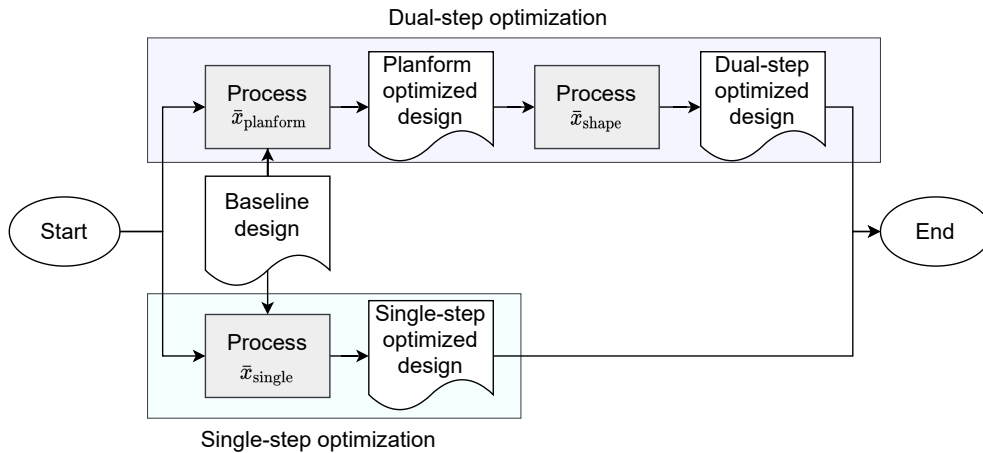 Dual-step optimization
Process
x̄planform
Planform
optimized
design
Process
x̄shape
Dual-step
optimized
design
Start
Baseline
design
End
Process
x̄single
Single-step
optimized
design
Single-step optimization